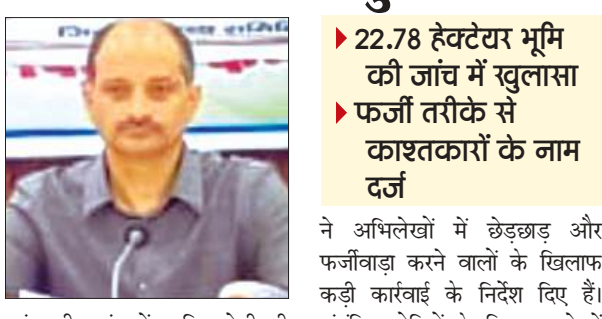 22.78 हेक्टेयर भूमि
की जांच में खुलासा
फर्जी तरीके से
काश्तकारों के नाम
दर्ज
ने अभिलेखों में छेड़छाड़ और
फर्जीवाड़ा करने वालों के खिलाफ
कड़ी कार्रवाई के निर्देश दिए हैं।